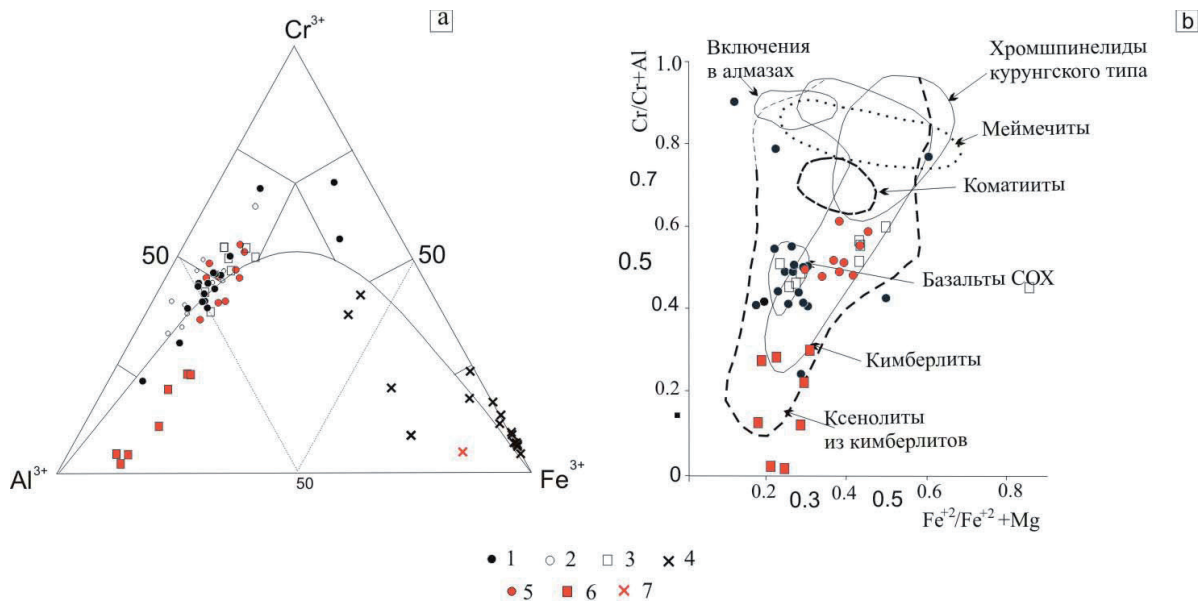 a
Cr³⁺
50
50
Al³⁺
50
Fe³⁺
b
Включения
в алмазах
Хромшпинелиды
курунгского типа
Меймечиты
Коматииты
Базальты СОХ
Кимберлиты
Ксенолиты
из кимберлитов
Cr/Cr+Al
1.0
0.8
0.7
0.6
0.5
0.4
0.2
0
0.2
0.3
0.4
0.5
0.6
0.8
Fe⁺²/Fe⁺²+Mg
1 2 3 4
5 6 7